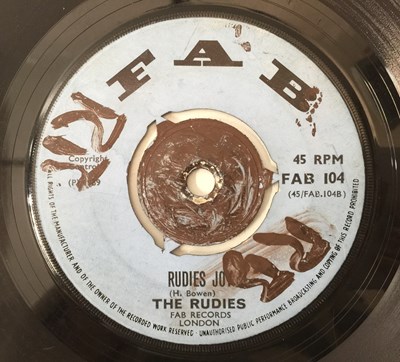 FAB
Copyright
45 RPM
FAB 104
(45/FAB.104B)
RUDIES
(H. Bowen)
THE RUDIES
FAB RECORDS
LONDON
ALL RIGHTS OF THE MANUFACTURER AND OF THE OWNER OF THE RECORDED WORK RESERVED - UNAUTHORISED PUBLIC PERFORMANCE BROADCASTING AND COPYING OF THIS RECORD PROHIBITED